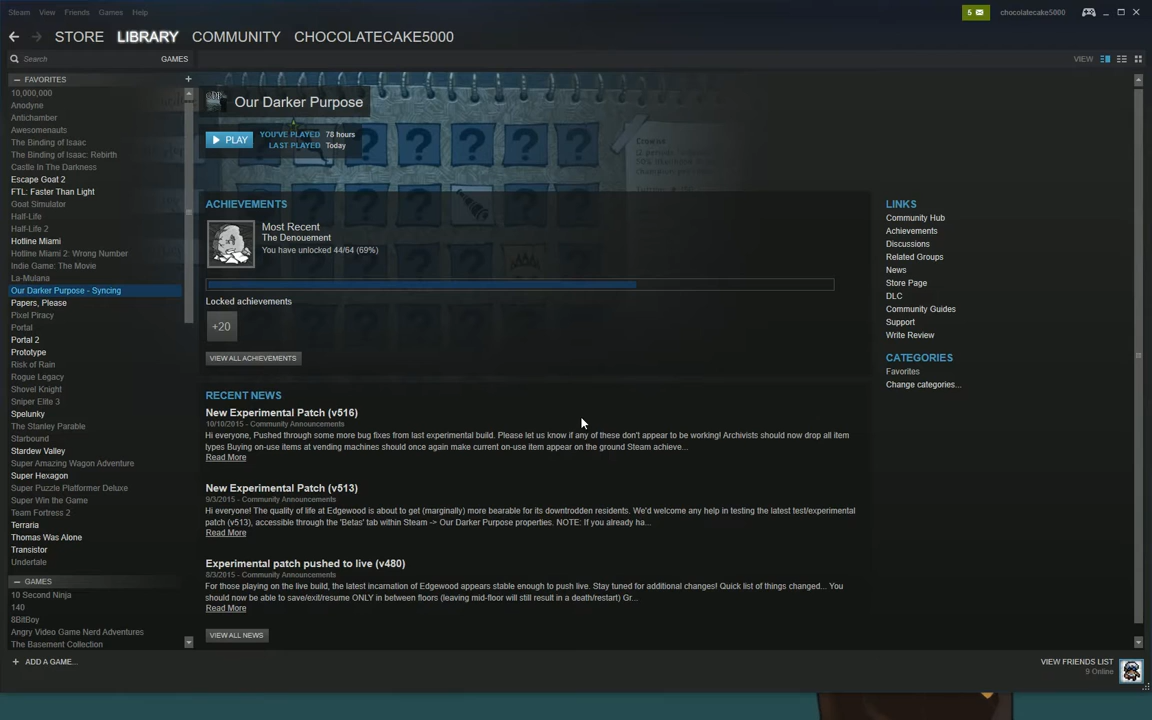 Steam View Friends Games Help
5
chocolatecake5000
STORE LIBRARY COMMUNITY CHOCOLATECAKE5000
Search
GAMES
VIEW
FAVORITES
10,000,000
Anodyne
Antichamber
Awesomenauts
The Binding of Isaac
The Binding of Isaac: Rebirth
Castle In The Darkness
Escape Goat 2
FTL: Faster Than Light
Goat Simulator
Half-Life
Half-Life 2
Hotline Miami
Hotline Miami 2: Wrong Number
Indie Game: The Movie
La-Mulana
Our Darker Purpose - Syncing
Papers, Please
Pixel Piracy
Portal
Portal 2
Prototype
Risk of Rain
Rogue Legacy
Shovel Knight
Sniper Elite 3
Spelunky
The Stanley Parable
Starbound
Stardew Valley
Super Amazing Wagon Adventure
Super Hexagon
Super Puzzle Platformer Deluxe
Super Win the Game
Team Fortress 2
Terraria
Thomas Was Alone
Transistor
Undertale
GAMES
10 Second Ninja
140
8BitBoy
Angry Video Game Nerd Adventures
The Basement Collection
ADD A GAME...
Our Darker Purpose
PLAY
YOU'VE PLAYED 78 hours
LAST PLAYED Today
Crowns
ACHIEVEMENTS
Most Recent
The Denouement
You have unlocked 44/64 (69%)
Locked achievements
+20
VIEW ALL ACHIEVEMENTS
RECENT NEWS
New Experimental Patch (v516)
10/10/2015 - Community Announcements
Hi everyone, Pushed through some more bug fixes from last experimental build. Please let us know if any of these don't appear to be working! Archivists should now drop all item
types Buying on-use items at vending machines should once again make current on-use item appear on the ground Steam achieve...
Read More
New Experimental Patch (v513)
9/3/2015 - Community Announcements
Hi everyone! The quality of life at Edgewood is about to get (marginally) more bearable for its downtrodden residents. We'd welcome any help in testing the latest test/experimental
patch (v513), accessible through the 'Betas' tab within Steam -> Our Darker Purpose properties. NOTE: If you already ha...
Read More
Experimental patch pushed to live (v480)
8/3/2015 - Community Announcements
For those playing on the live build, the latest incarnation of Edgewood appears stable enough to push live. Stay tuned for additional changes! Quick list of things changed... You
should now be able to save/exit/resume ONLY in between floors (leaving mid-floor will still result in a death/restart) Gr...
Read More
VIEW ALL NEWS
LINKS
Community Hub
Achievements
Discussions
Related Groups
News
Store Page
DLC
Community Guides
Support
Write Review
CATEGORIES
Favorites
Change categories...
VIEW FRIENDS LIST
9 Online